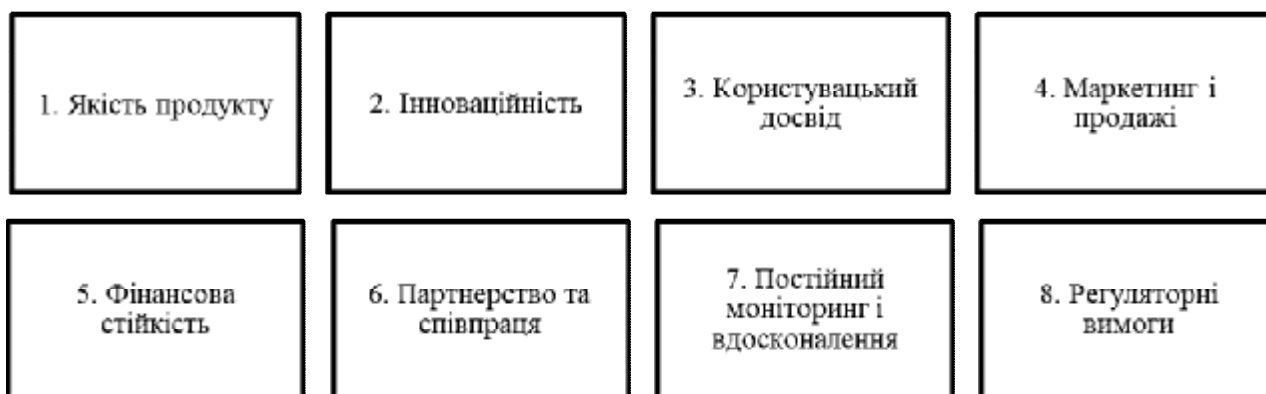 1. Якість продукту
2. Інноваційність
3. Користувацький
досвід
4. Маркетинг і
продажі
5. Фінансова
стійкість
6. Партнерство та
співпраця
7. Постійний
моніторинг і
вдосконалення
8. Регуляторні
вимоги